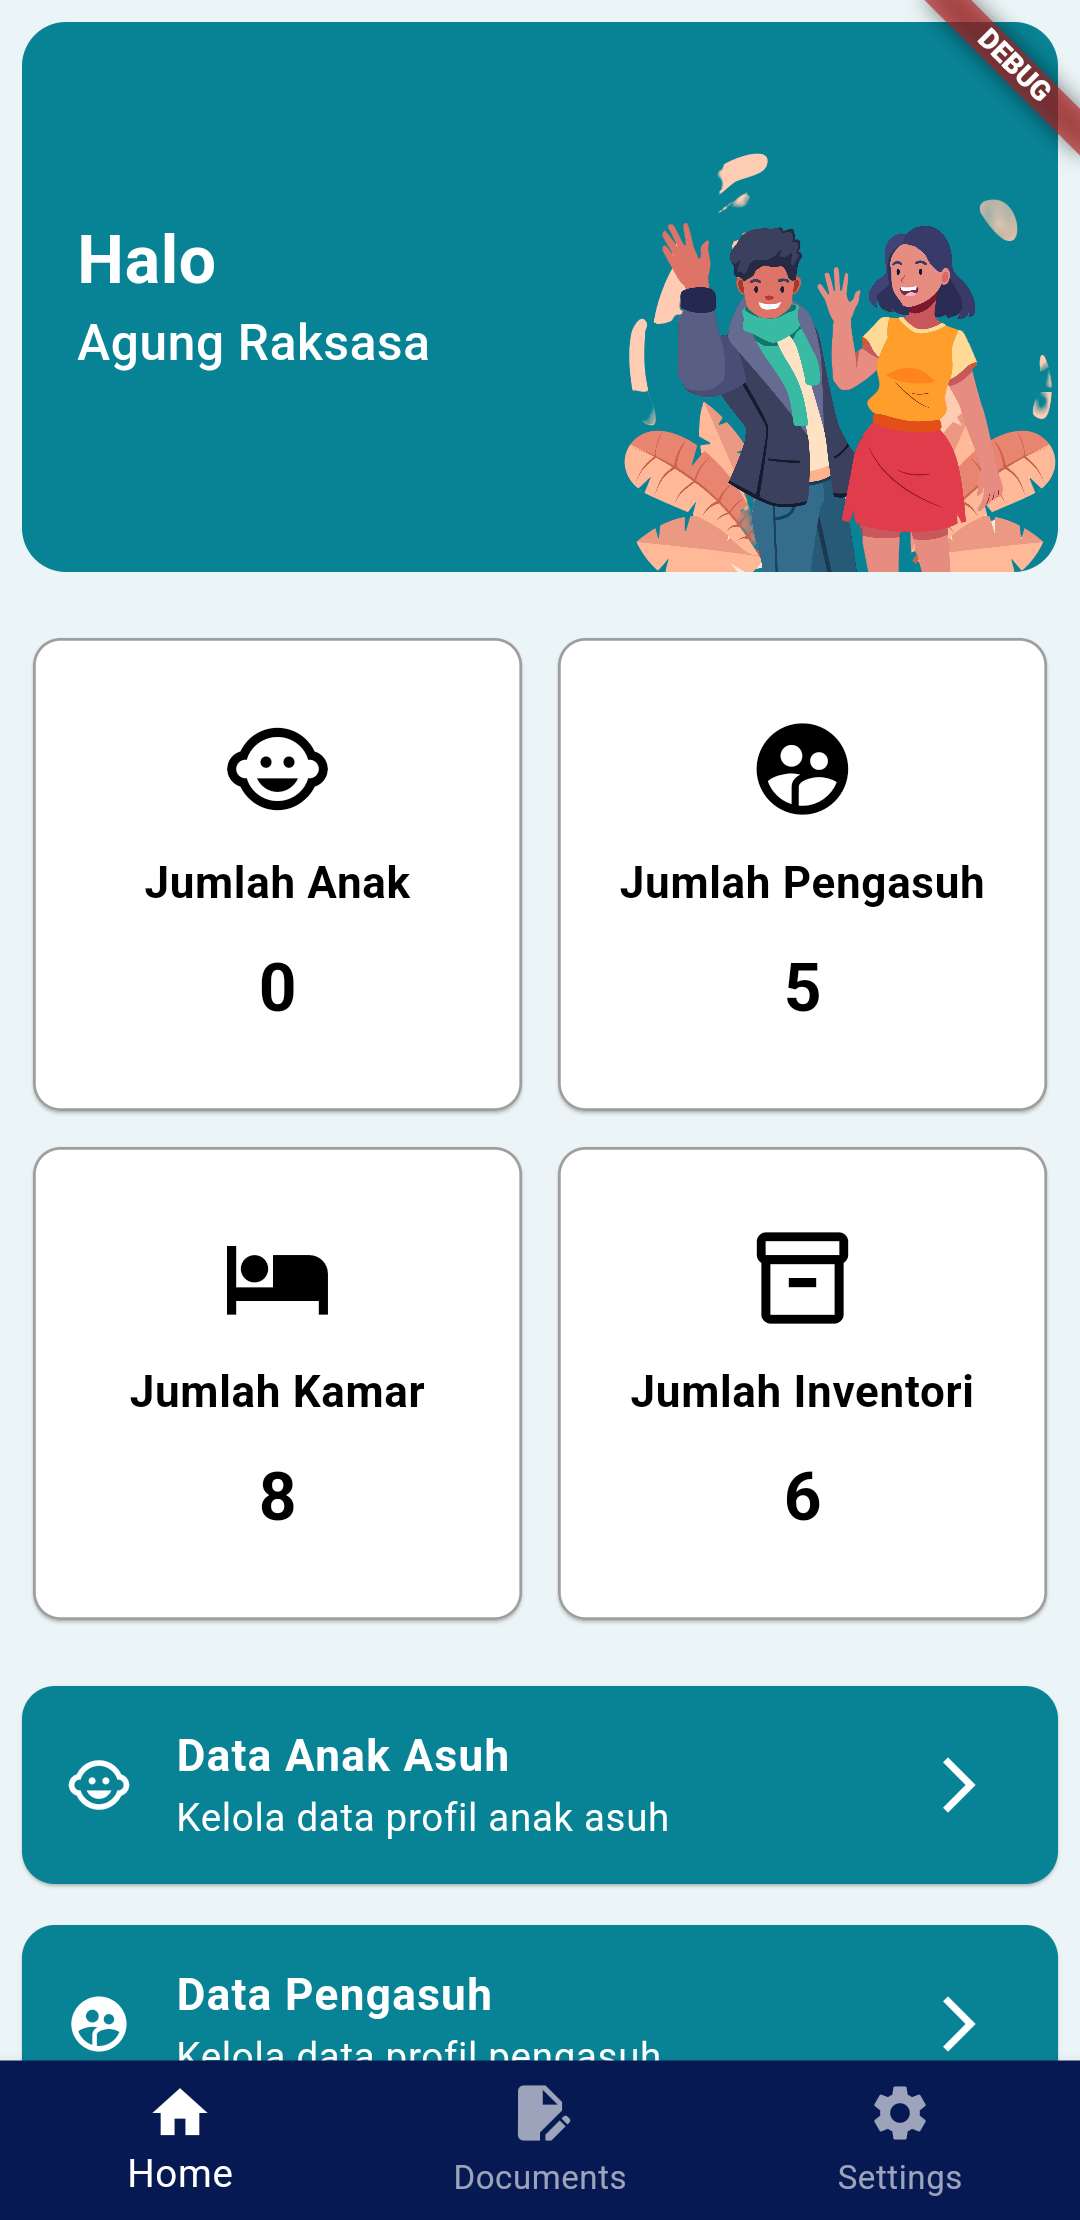 DEBUG
Halo
Agung Raksasa
Jumlah Anak
0
Jumlah Pengasuh
5
Jumlah Kamar
8
Jumlah Inventori
6
Data Anak Asuh
Kelola data profil anak asuh
Data Pengasuh
Kelola data profil pengasuh
Home
Documents
Settings